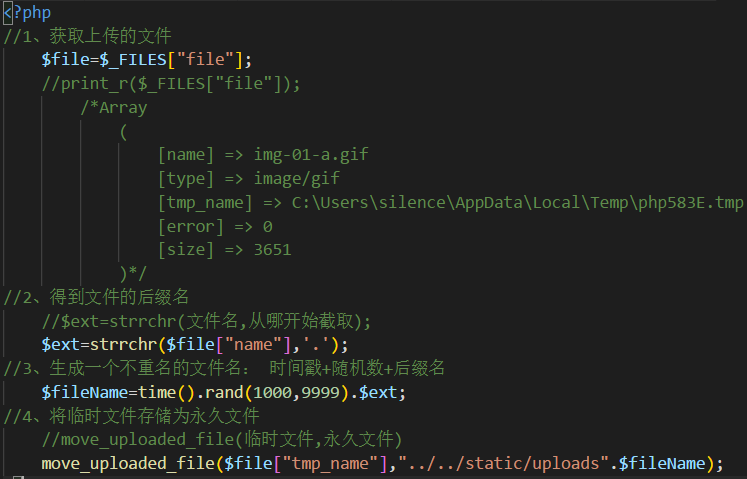 <?php
//1、获取上传的文件
$file=$_FILES["file"];
//print_r($_FILES["file"]);
/*Array
(
[name] => img-01-a.gif
[type] => image/gif
[tmp_name] => C:\Users\silence\AppData\Local\Temp\php583E.tmp
[error] => 0
[size] => 3651
)*/
//2、得到文件的后缀名
//$ext=strrchr(文件名,从哪开始截取);
$ext=strrchr($file["name"],'.');
//3、生成一个不重名的文件名： 时间戳+随机数+后缀名
$fileName=time().rand(1000,9999).$ext;
//4、将临时文件存储为永久文件
//move_uploaded_file(临时文件,永久文件)
move_uploaded_file($file["tmp_name"],"../../static/uploads".$fileName);